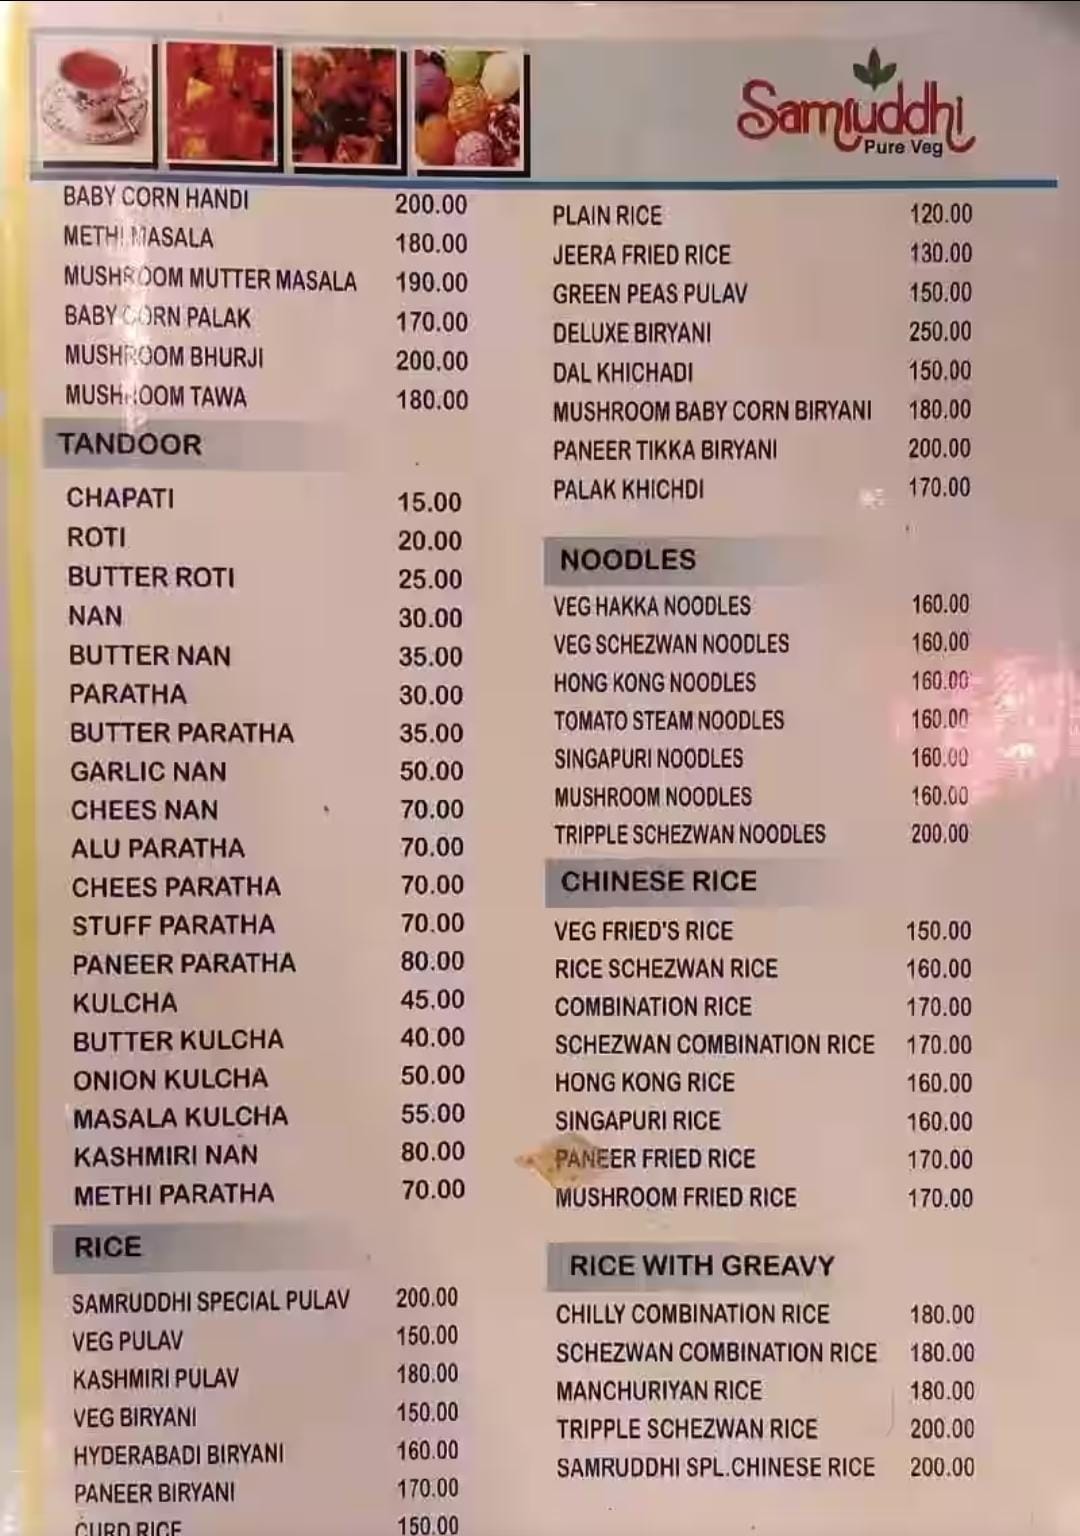 Samruddhi
Pure Veg
BABY CORN HANDI 200.00
METHI MASALA 180.00
MUSHROOM MUTTER MASALA 190.00
BABY CORN PALAK 170.00
MUSHROOM BHURJI 200.00
MUSHROOM TAWA 180.00
TANDOOR
CHAPATI 15.00
ROTI 20.00
BUTTER ROTI 25.00
NAN 30.00
BUTTER NAN 35.00
PARATHA 30.00
BUTTER PARATHA 35.00
GARLIC NAN 50.00
CHEES NAN 70.00
ALU PARATHA 70.00
CHEES PARATHA 70.00
STUFF PARATHA 70.00
PANEER PARATHA 80.00
KULCHA 45.00
BUTTER KULCHA 40.00
ONION KULCHA 50.00
MASALA KULCHA 55.00
KASHMIRI NAN 80.00
METHI PARATHA 70.00
RICE
SAMRUDDHI SPECIAL PULAV 200.00
VEG PULAV 150.00
KASHMIRI PULAV 180.00
VEG BIRYANI 150.00
HYDERABADI BIRYANI 160.00
PANEER BIRYANI 170.00
CURD RICE 150.00
PLAIN RICE 120.00
JEERA FRIED RICE 130.00
GREEN PEAS PULAV 150.00
DELUXE BIRYANI 250.00
DAL KHICHADI 150.00
MUSHROOM BABY CORN BIRYANI 180.00
PANEER TIKKA BIRYANI 200.00
PALAK KHICHDI 170.00
NOODLES
VEG HAKKA NOODLES 160.00
VEG SCHEZWAN NOODLES 160.00
HONG KONG NOODLES 160.00
TOMATO STEAM NOODLES 160.00
SINGAPURI NOODLES 160.00
MUSHROOM NOODLES 160.00
TRIPPLE SCHEZWAN NOODLES 200.00
CHINESE RICE
VEG FRIED'S RICE 150.00
RICE SCHEZWAN RICE 160.00
COMBINATION RICE 170.00
SCHEZWAN COMBINATION RICE 170.00
HONG KONG RICE 160.00
SINGAPURI RICE 160.00
PANEER FRIED RICE 170.00
MUSHROOM FRIED RICE 170.00
RICE WITH GREAVY
CHILLY COMBINATION RICE 180.00
SCHEZWAN COMBINATION RICE 180.00
MANCHURIYAN RICE 180.00
TRIPPLE SCHEZWAN RICE 200.00
SAMRUDDHI SPL.CHINESE RICE 200.00